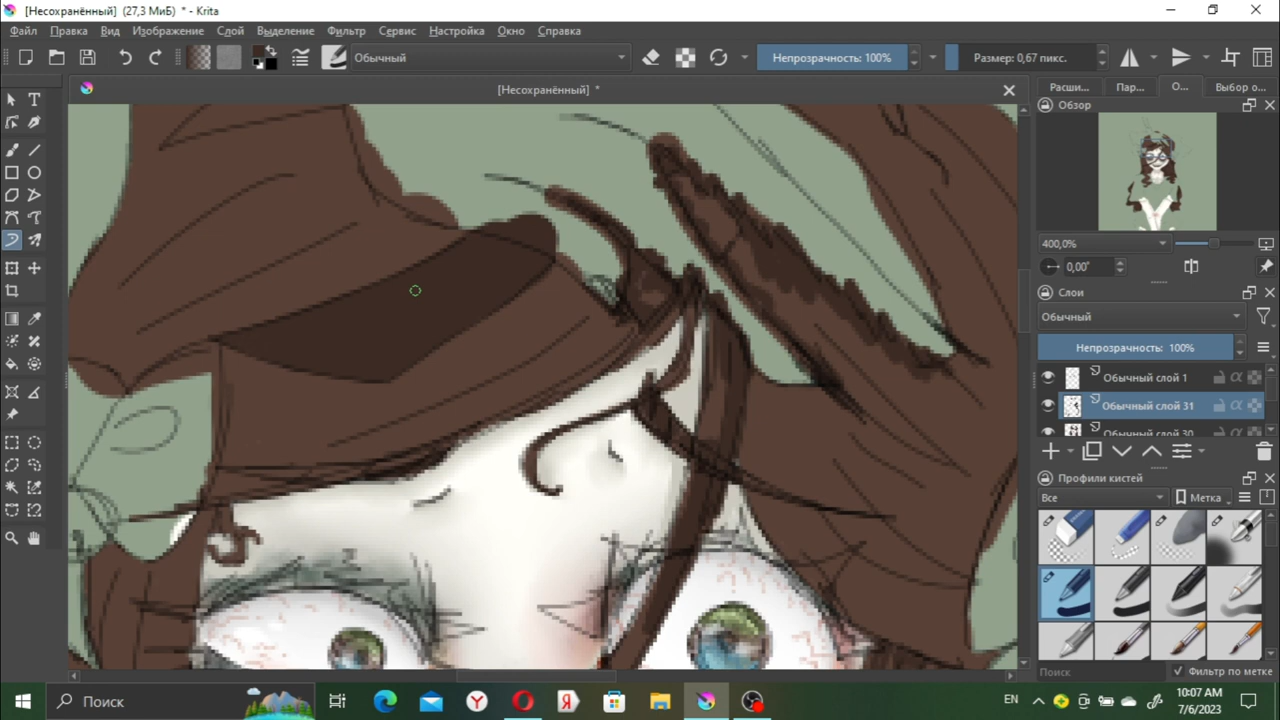 [Несохранённый] (27,3 МиБ) * - Krita
Файл Правка Вид Изображение Слой Выделение Фильтр Сервис Настройка Окно Справка
Обычный
Непрозрачность: 100%
Размер: 0,67 пикс.
[Несохранённый] *
Расши... Пар... О... Выбор о...
Обзор
400,0%
0,00°
Слои
Обычный
Непрозрачность: 100%
Обычный слой 1
Обычный слой 31
Обычный слой 30
Профили кистей
Все
Метка
Поиск
Фильтр по метке
Поиск
EN
10:07 AM
7/6/2023